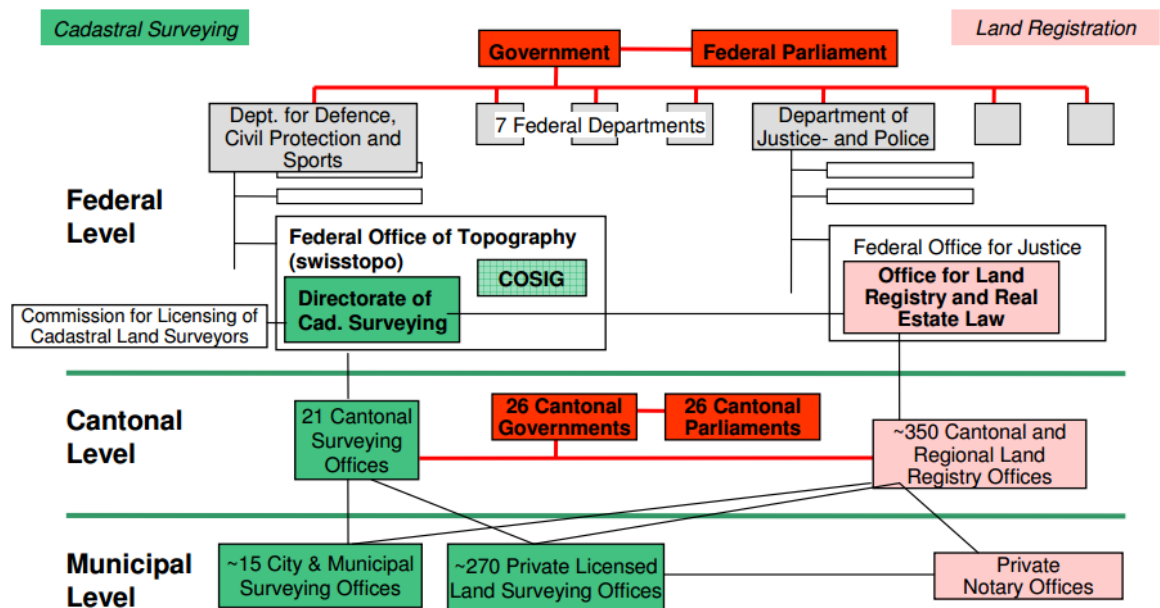 Cadastral Surveying
Land Registration
Government
Federal Parliament
Dept. for Defence,
Civil Protection and
Sports
7 Federal Departments
Department of
Justice- and Police
Federal
Level
Federal Office of Topography
(swisstopo)
COSIG
Directorate of
Cad. Surveying
Federal Office for Justice
Office for Land
Registry and Real
Estate Law
Commission for Licensing of
Cadastral Land Surveyors
Cantonal
Level
21 Cantonal
Surveying
Offices
26 Cantonal
Governments
26 Cantonal
Parliaments
~350 Cantonal and
Regional Land
Registry Offices
Municipal
Level
~15 City & Municipal
Surveying Offices
~270 Private Licensed
Land Surveying Offices
Private
Notary Offices